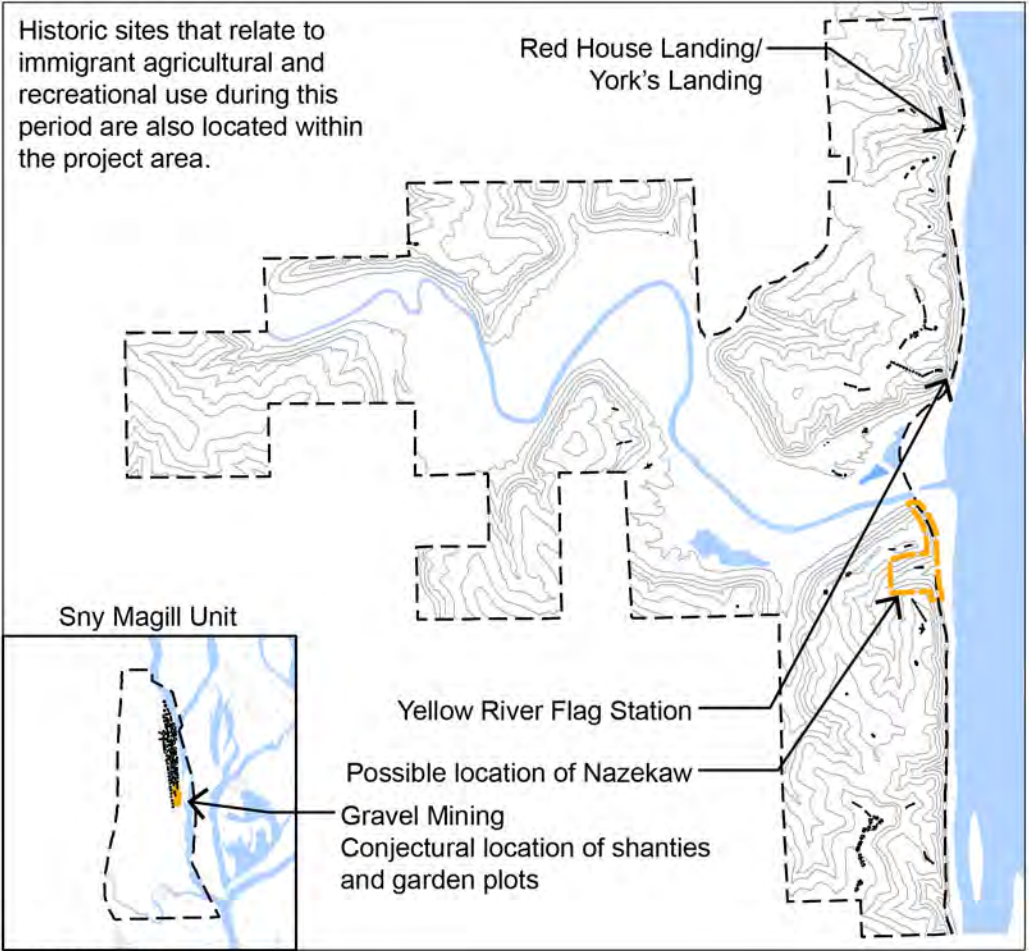 Historic sites that relate to
immigrant agricultural and
recreational use during this
period are also located within
the project area.
Red House Landing/
York's Landing
Sny Magill Unit
Yellow River Flag Station
Possible location of Nazekaw
Gravel Mining
Conjectural location of shanties
and garden plots